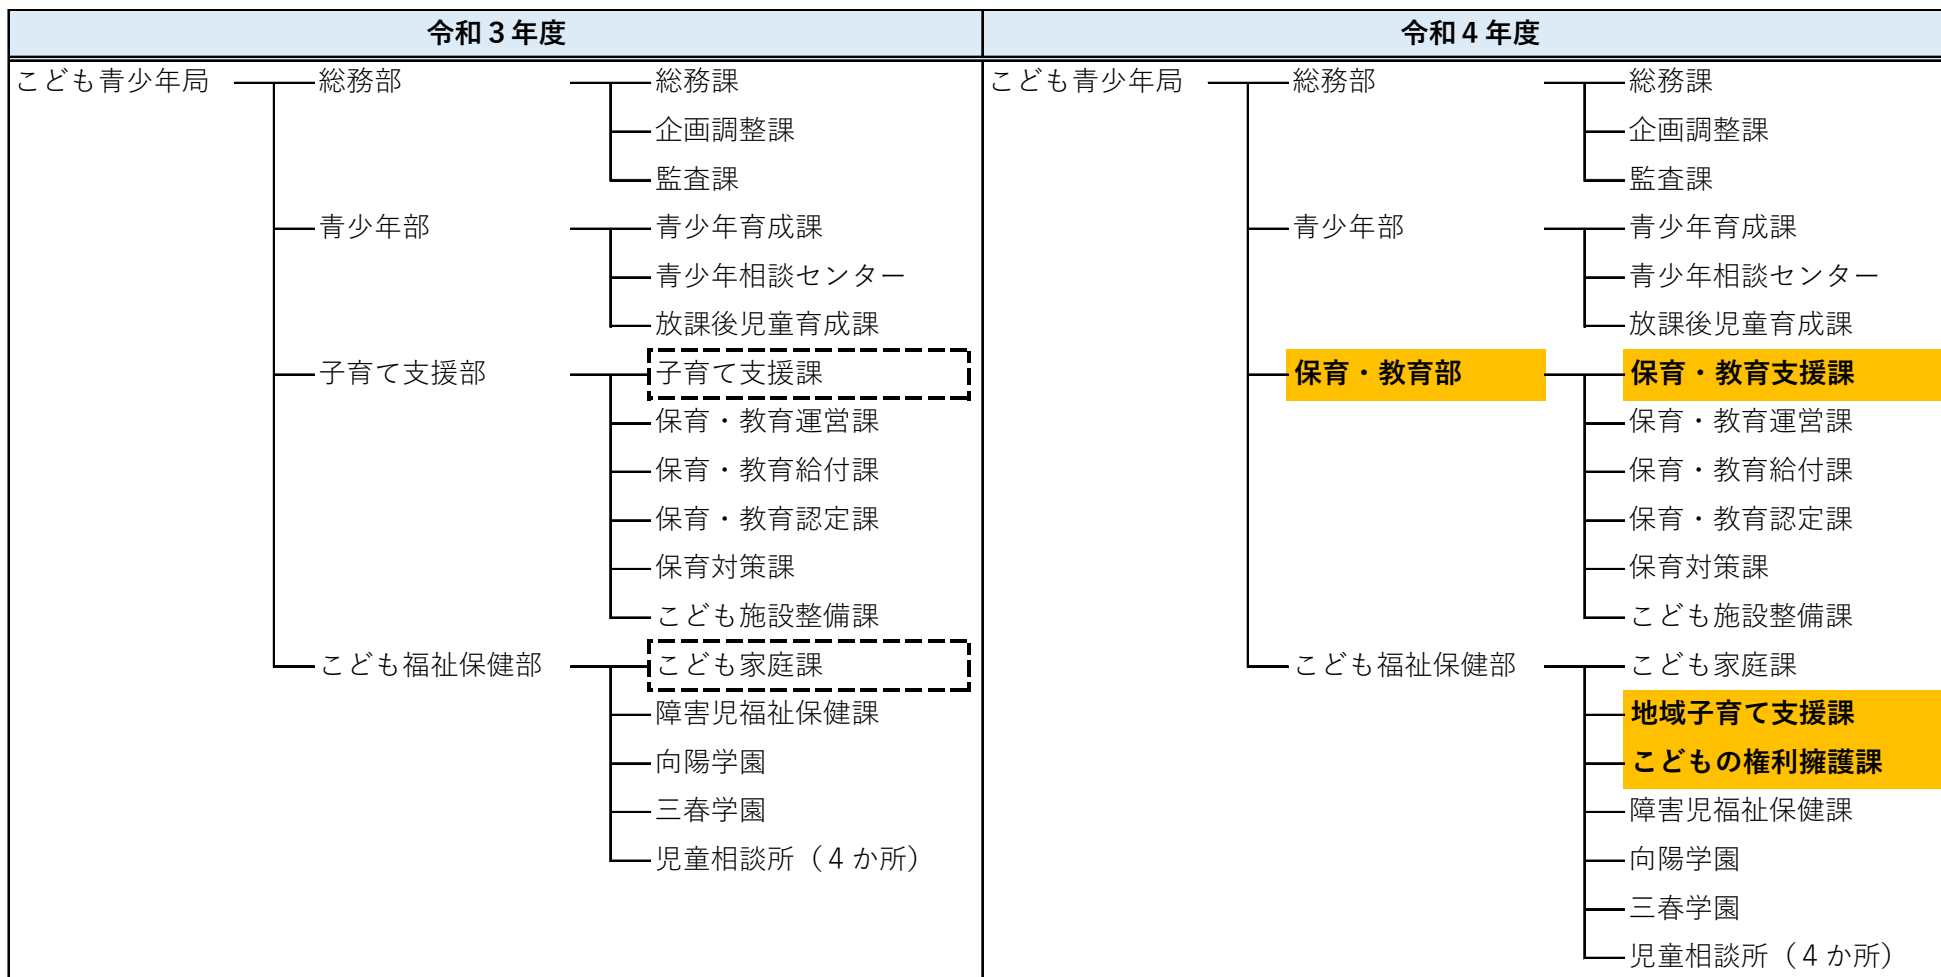 令和３年度
こども青少年局 総務部 総務課
企画調整課
監査課
青少年部 青少年育成課
青少年相談センター
放課後児童育成課
子育て支援部 子育て支援課
保育・教育運営課
保育・教育給付課
保育・教育認定課
保育対策課
こども施設整備課
こども福祉保健部 こども家庭課
障害児福祉保健課
向陽学園
三春学園
児童相談所（４か所）
令和４年度
こども青少年局 総務部 総務課
企画調整課
監査課
青少年部 青少年育成課
青少年相談センター
放課後児童育成課
保育・教育部 保育・教育支援課
保育・教育運営課
保育・教育給付課
保育・教育認定課
保育対策課
こども施設整備課
こども福祉保健部 こども家庭課
地域子育て支援課
こどもの権利擁護課
障害児福祉保健課
向陽学園
三春学園
児童相談所（４か所）